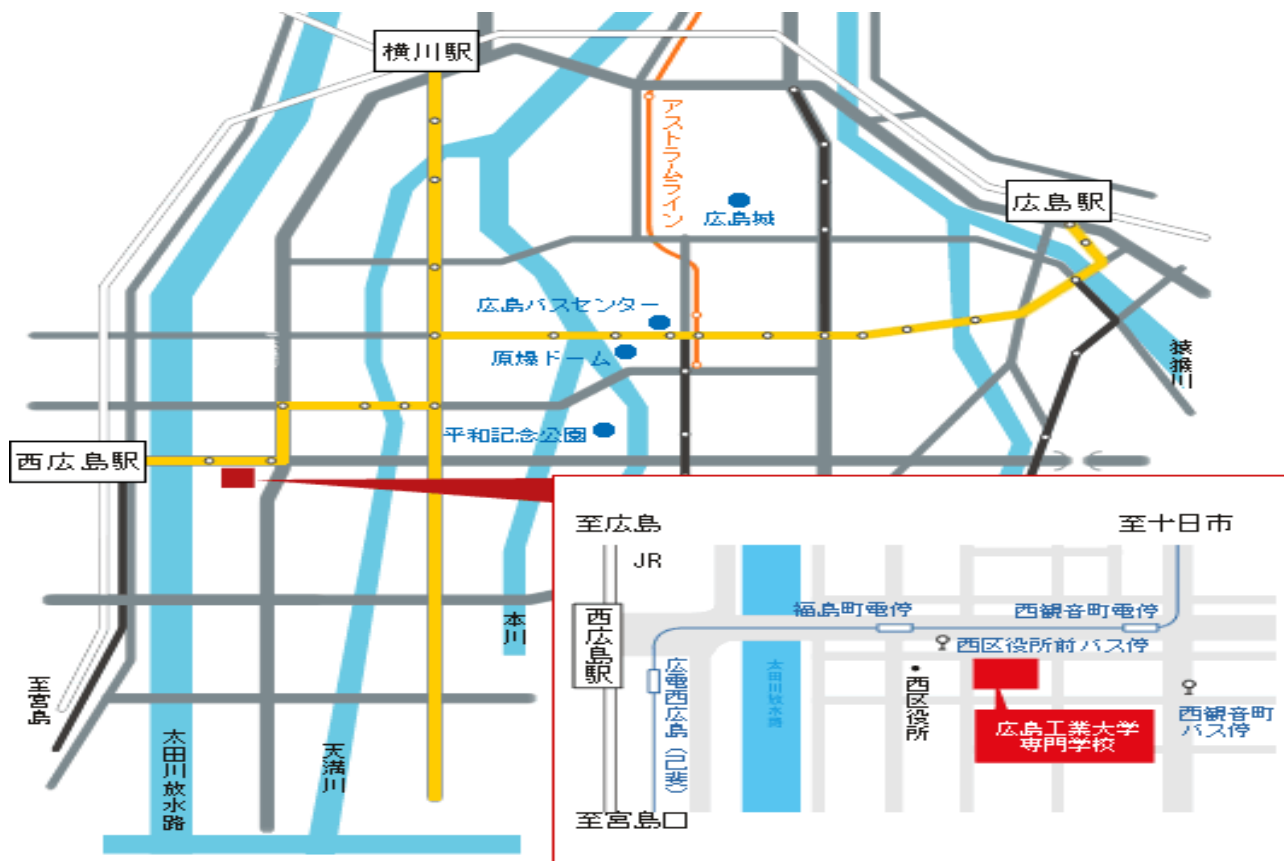 横川駅
アストラムライン
広島城
広島駅
広島バスセンター
原爆ドーム
猿猴川
平和記念公園
西広島駅
本川
至宮島
太田川放水路
天満川
至広島
至十日市
JR
西広島駅
福島町電停
西観音町電停
西区役所前バス停
太田川放水路
広電西広島(己斐)
西区役所
西観音町
バス停
広島工業大学
専門学校
至宮島口